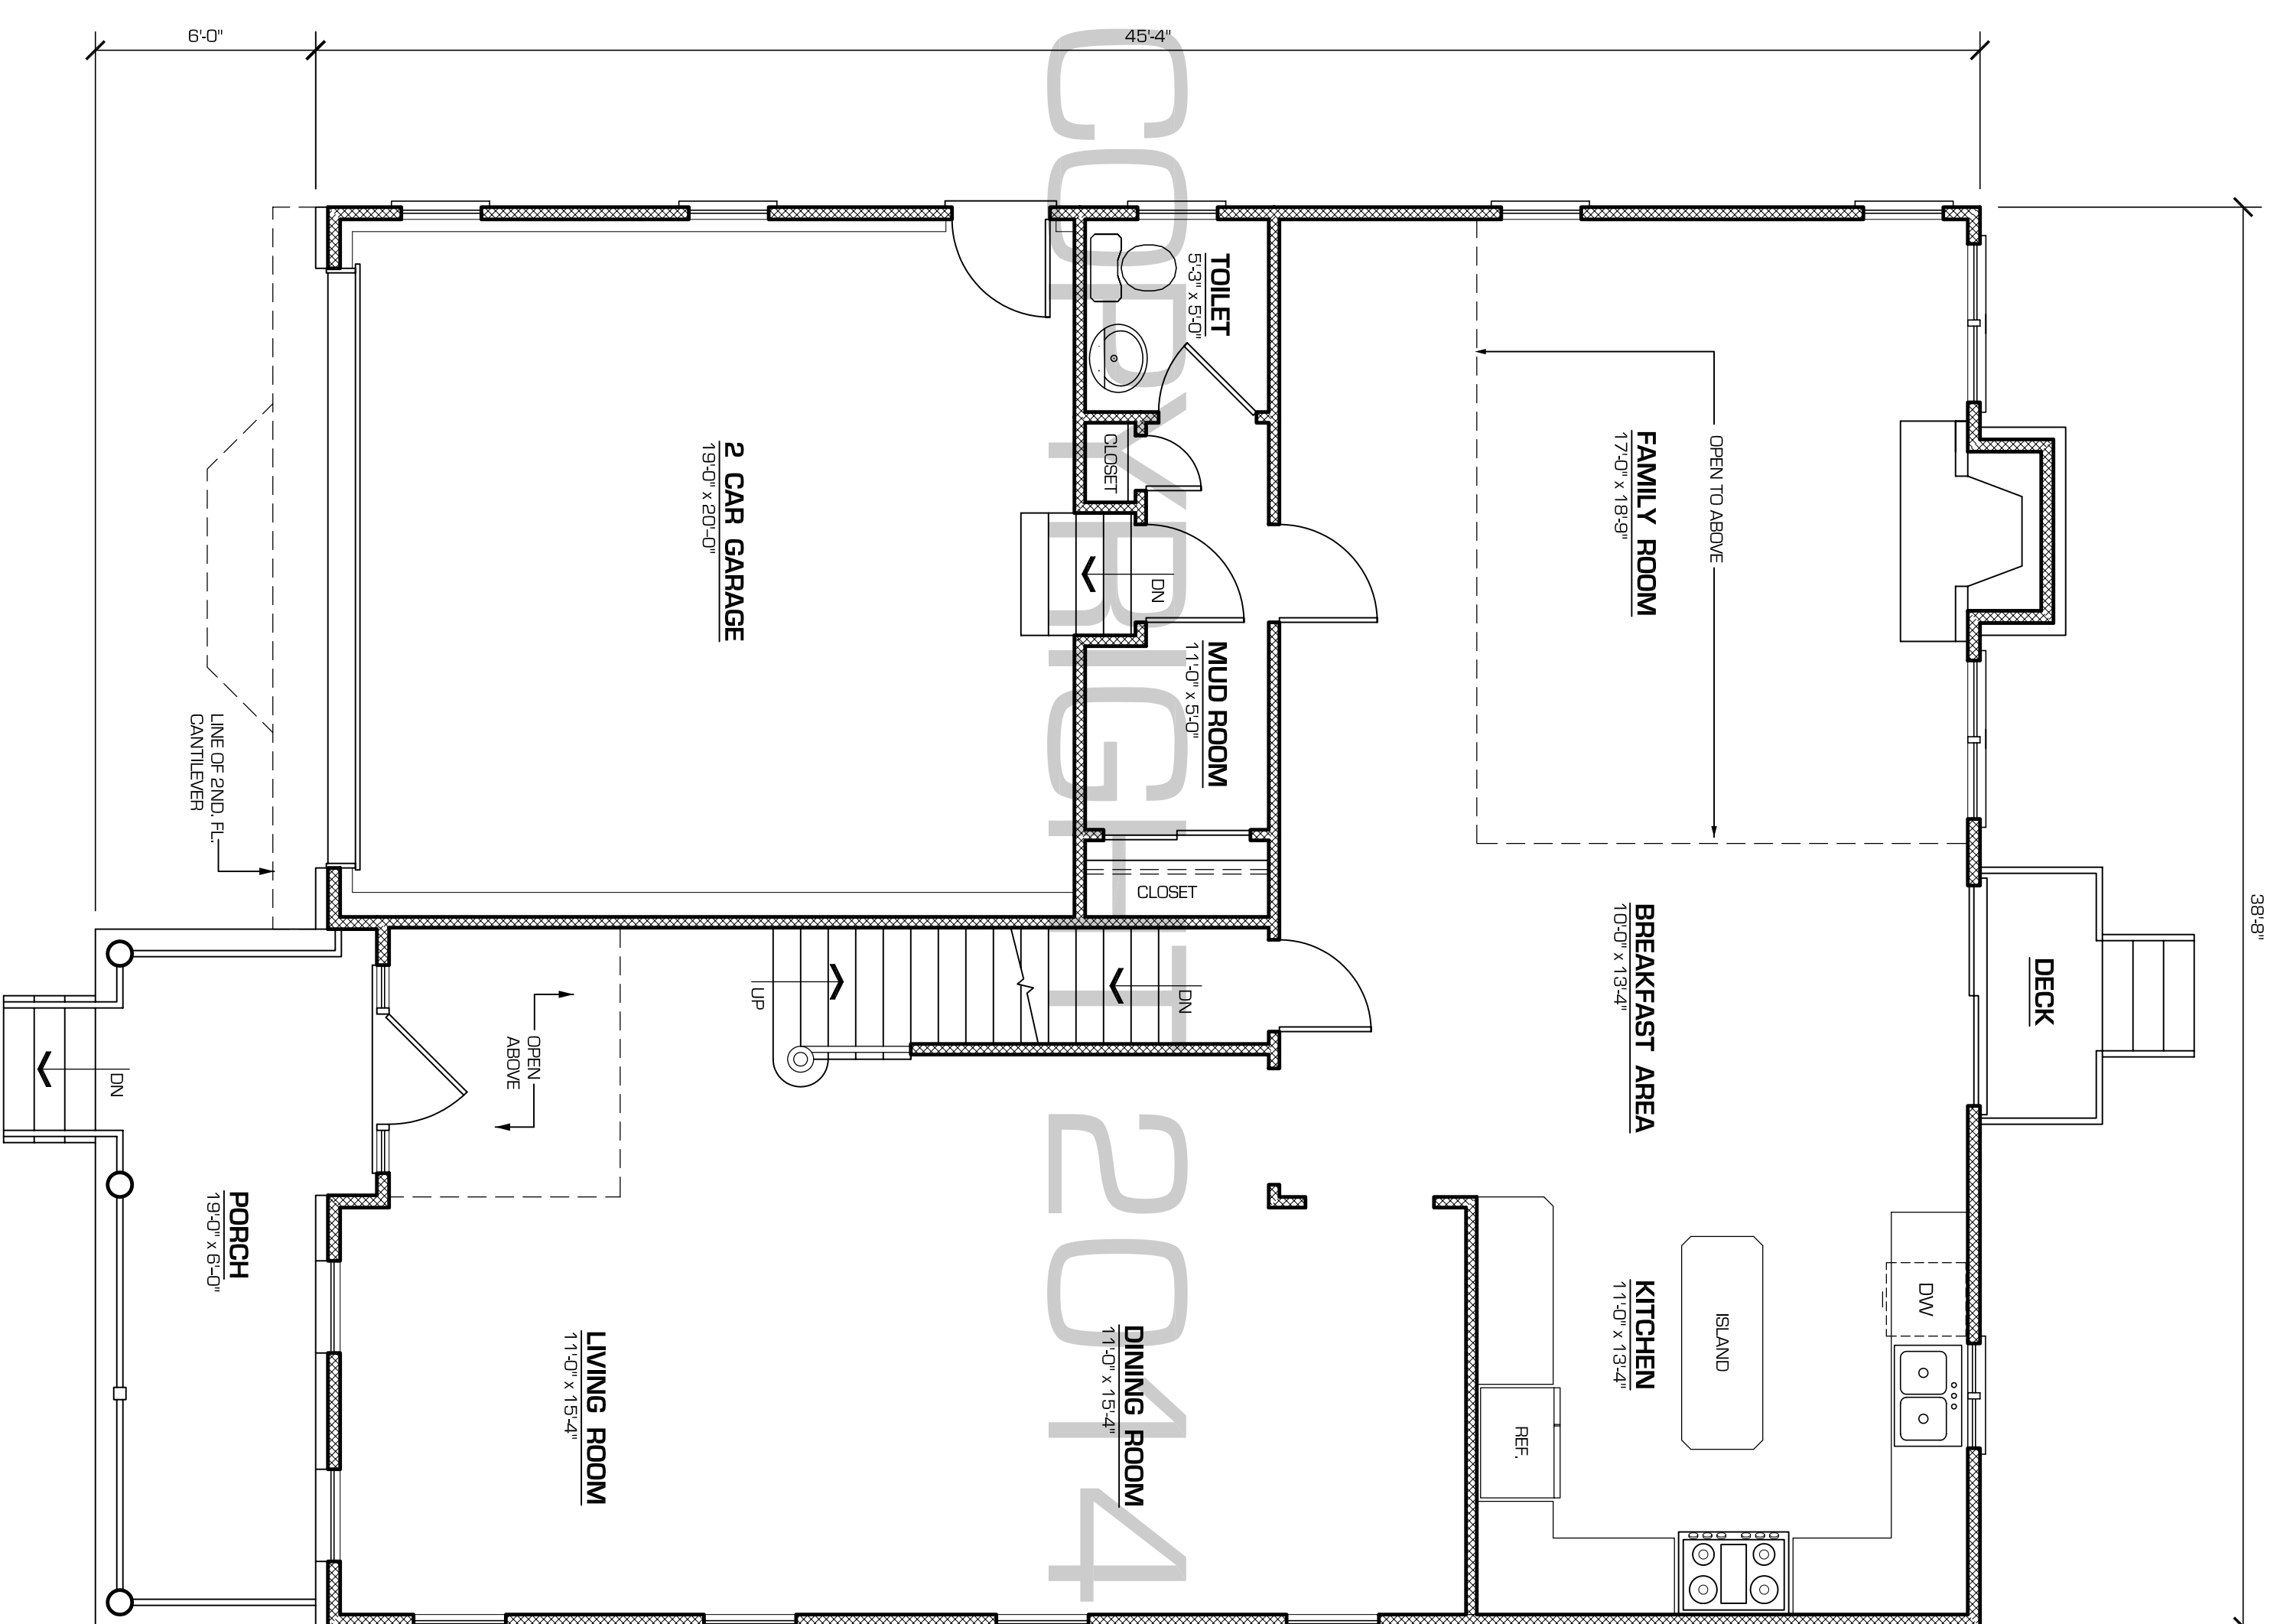 6'-0"
45'-4"
38'-8"
COPYRIGHT 2014
TOILET
5'-3" x 5'-0"
CLOSET
2 CAR GARAGE
19'-0" x 20'-0"
DN
MUD ROOM
11'-0" x 5'-0"
CLOSET
FAMILY ROOM
17'-0" x 18'-9"
OPEN TO ABOVE
LINE OF 2ND. FL.
CANTILEVER
BREAKFAST AREA
10'-0" x 13'-4"
DECK
UP
DN
OPEN
ABOVE
DN
PORCH
19'-0" x 6'-0"
LIVING ROOM
11'-0" x 15'-4"
DINING ROOM
11'-0" x 15'-4"
KITCHEN
11'-0" x 13'-4"
ISLAND
DW
REF.